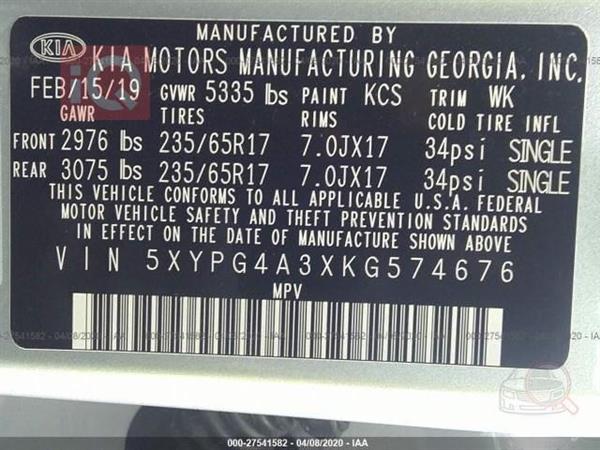 MANUFACTURED BY
KIA KIA MOTORS MANUFACTURING GEORGIA, INC.
FEB/15/19 GVWR 5335 lbs PAINT KCS TRIM WK
GAWR TIRES RIMS COLD TIRE INFL
FRONT 2976 lbs 235/65R17 7.0JX17 34psi SINGLE
REAR 3075 lbs 235/65R17 7.0JX17 34psi SINGLE
THIS VEHICLE CONFORMS TO ALL APPLICABLE U.S.A. FEDERAL
MOTOR VEHICLE SAFETY AND THEFT PREVENTION STANDARDS
IN EFFECT ON THE DATE OF MANUFACTURE SHOWN ABOVE.
VIN 5XYPG4A3XKG574676
MPV
000-27541582 - 04/08/2020 - IAA